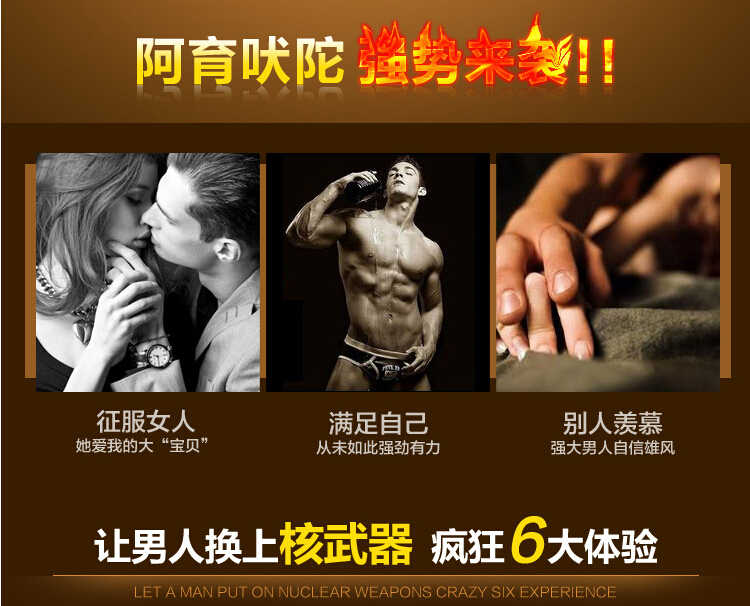 阿育吠陀 强势来袭!!
征服女人
她爱我的大“宝贝”
满足自己
从未如此强劲有力
别人羡慕
强大男人自信雄风
让男人换上核武器 疯狂6大体验
LET A MAN PUT ON NUCLEAR WEAPONS CRAZY SIX EXPERIENCE